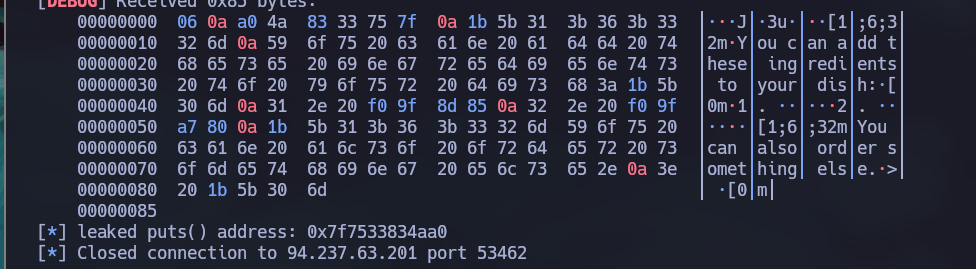 [DEBUG] Received 0x85 bytes:
00000000 06 0a a0 4a 83 33 75 7f 0a 1b 5b 31 3b 36 3b 33 │···J│·3u·│··[1│;6;3│
00000010 32 6d 0a 59 6f 75 20 63 61 6e 20 61 64 64 20 74 │2m·Y│ou c│an a│dd t│
00000020 68 65 73 65 20 69 6e 67 72 65 64 69 65 6e 74 73 │hese│ ing│redi│ents│
00000030 20 74 6f 20 79 6f 75 72 20 64 69 73 68 3a 1b 5b │ to │your│ dis│h:·[│
00000040 30 6d 0a 31 2e 20 f0 9f 8d 85 0a 32 2e 20 f0 9f │0m·1│. ··│···2│. ··│
00000050 a7 80 0a 1b 5b 31 3b 36 3b 33 32 6d 59 6f 75 20 │····│[1;6│;32m│You │
00000060 63 61 6e 20 61 6c 73 6f 20 6f 72 64 65 72 20 73 │can │also│ ord│er s│
00000070 6f 6d 65 74 68 69 6e 67 20 65 6c 73 65 2e 0a 3e │omet│hing│ els│e.·>│
00000080 20 1b 5b 30 6d │ ·[0│m│
00000085
[*] leaked puts() address: 0x7f7533834aa0
[*] Closed connection to 94.237.63.201 port 53462